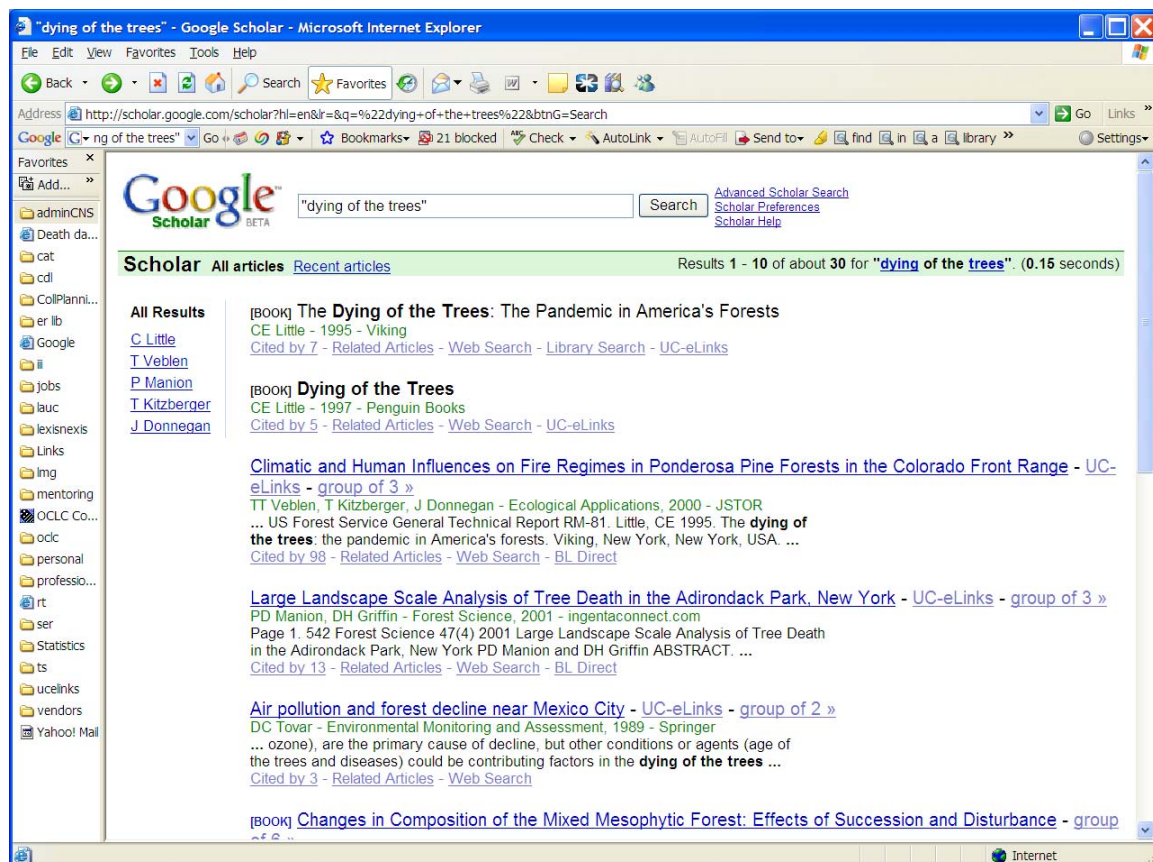 "dying of the trees" - Google Scholar - Microsoft Internet Explorer
File Edit View Favorites Tools Help
Back Search Favorites
Address http://scholar.google.com/scholar?hl=en&lr=&q=%22dying+of+the+trees%22&btnG=Search Go Links »
Google G ng of the trees" Go Bookmarks 21 blocked Check AutoLink AutoFill Send to find in a library » Settings
Favorites ×
Add... »
adminCNS
Death da...
cat
cdl
CollPlanni...
er lib
Google
ii
jobs
lauc
lexisnexis
Links
lmg
mentoring
OCLC Co...
oclc
personal
professio...
rt
ser
Statistics
ts
ucelinks
vendors
Yahoo! Mail
Google™
Scholar BETA
"dying of the trees" Search
Advanced Scholar Search
Scholar Preferences
Scholar Help
Scholar All articles Recent articles Results 1 - 10 of about 30 for "dying of the trees". (0.15 seconds)
All Results
C Little
T Veblen
P Manion
T Kitzberger
J Donnegan
[BOOK] The Dying of the Trees: The Pandemic in America's Forests
CE Little - 1995 - Viking
Cited by 7 - Related Articles - Web Search - Library Search - UC-eLinks
[BOOK] Dying of the Trees
CE Little - 1997 - Penguin Books
Cited by 5 - Related Articles - Web Search - UC-eLinks
Climatic and Human Influences on Fire Regimes in Ponderosa Pine Forests in the Colorado Front Range - UC-
eLinks - group of 3 »
TT Veblen, T Kitzberger, J Donnegan - Ecological Applications, 2000 - JSTOR
... US Forest Service General Technical Report RM-81. Little, CE 1995. The dying of
the trees: the pandemic in America's forests. Viking, New York, New York, USA. ...
Cited by 98 - Related Articles - Web Search - BL Direct
Large Landscape Scale Analysis of Tree Death in the Adirondack Park, New York - UC-eLinks - group of 3 »
PD Manion, DH Griffin - Forest Science, 2001 - ingentaconnect.com
Page 1. 542 Forest Science 47(4) 2001 Large Landscape Scale Analysis of Tree Death
in the Adirondack Park, New York PD Manion and DH Griffin ABSTRACT. ...
Cited by 13 - Related Articles - Web Search - BL Direct
Air pollution and forest decline near Mexico City - UC-eLinks - group of 2 »
DC Tovar - Environmental Monitoring and Assessment, 1989 - Springer
... ozone), are the primary cause of decline, but other conditions or agents (age of
the trees and diseases) could be contributing factors in the dying of the trees ...
Cited by 3 - Related Articles - Web Search
[BOOK] Changes in Composition of the Mixed Mesophytic Forest: Effects of Succession and Disturbance - group
of 6 »
Internet